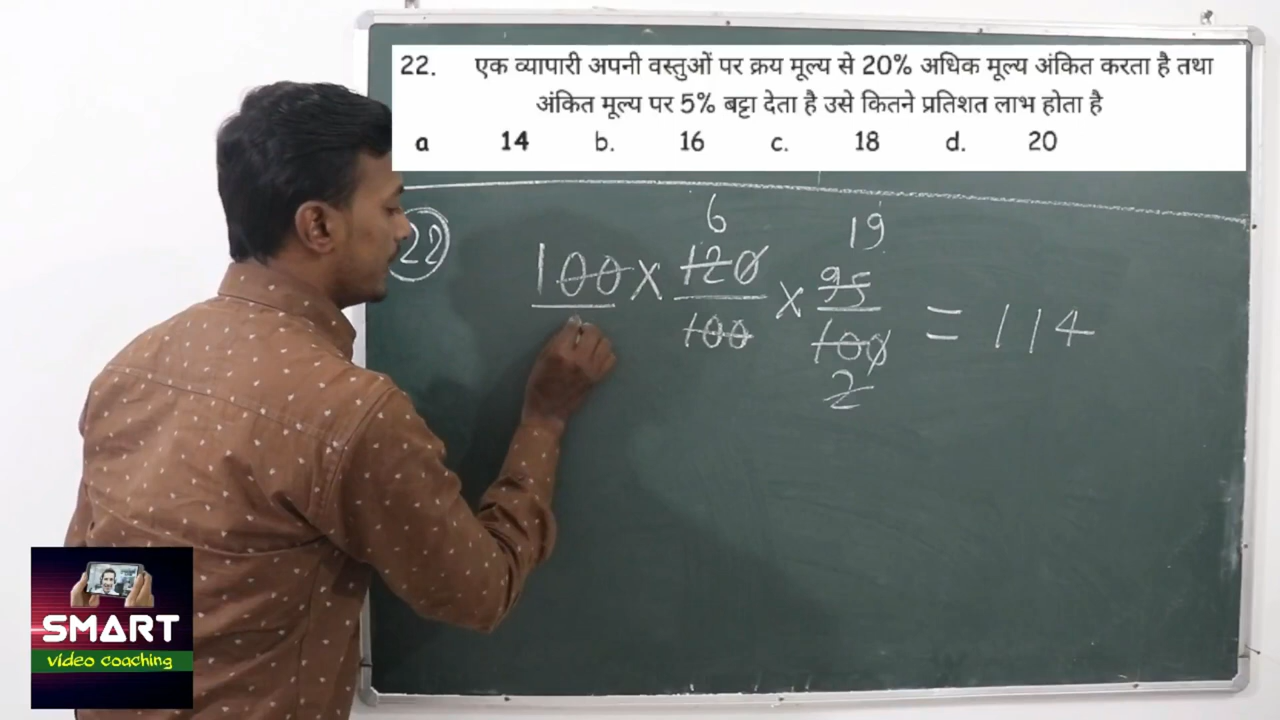 22. एक व्यापारी अपनी वस्तुओं पर क्रय मूल्य से 20% अधिक मूल्य अंकित करता है तथा
अंकित मूल्य पर 5% बट्टा देता है उसे कितने प्रतिशत लाभ होता है
a 14 b. 16 c. 18 d. 20
22
6 19
100 × 120 × 95 = 114
100 100
2
SMART
video coaching